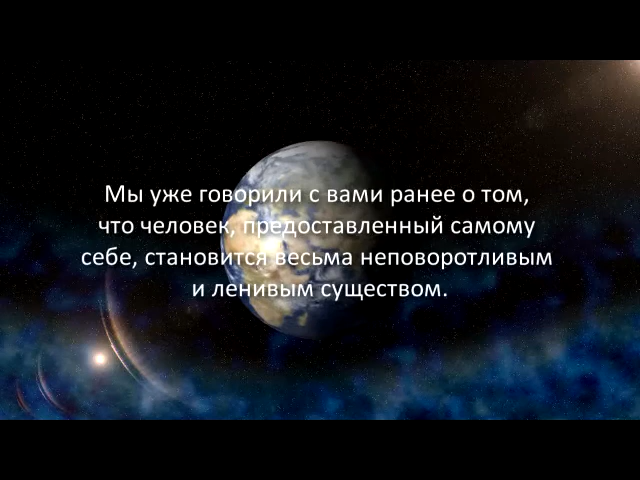 Мы уже говорили с вами ранее о том,
что человек, предоставленный самому
себе, становится весьма неповоротливым
и ленивым существом.